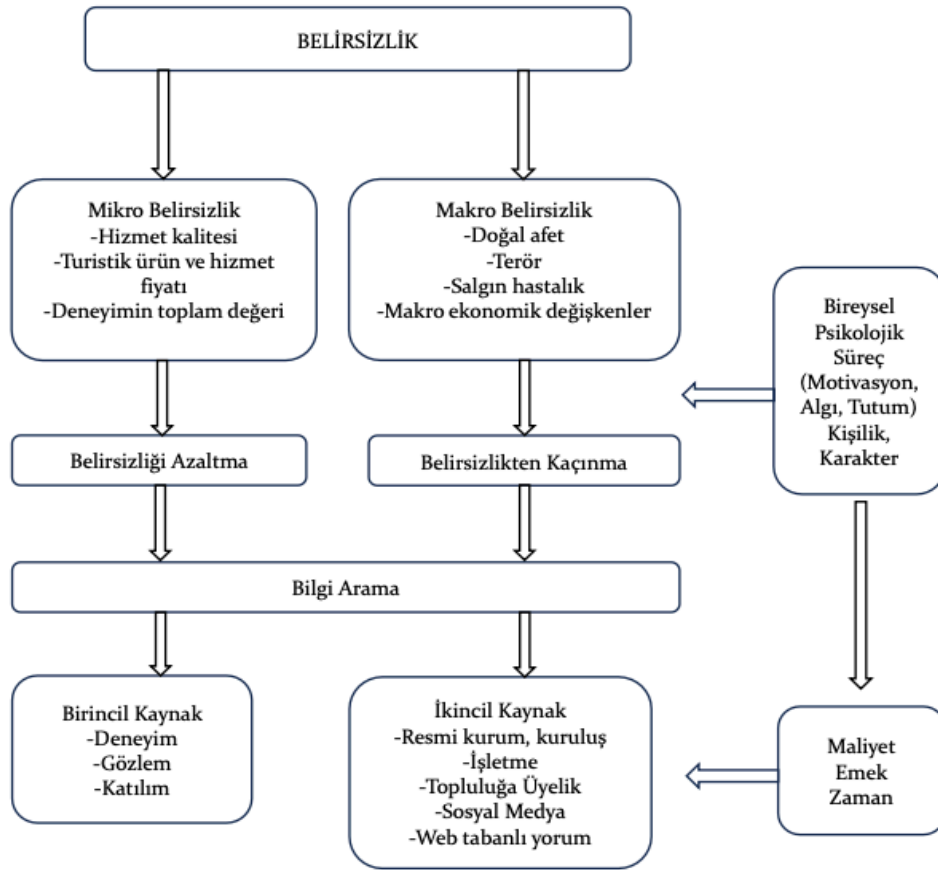 BELİRSİZLİK
Mikro Belirsizlik
-Hizmet kalitesi
-Turistik ürün ve hizmet
fiyatı
-Deneyimin toplam değeri
Makro Belirsizlik
-Doğal afet
-Terör
-Salgın hastalık
-Makro ekonomik değişkenler
Bireysel
Psikolojik
Süreç
(Motivasyon,
Algı, Tutum)
Kişilik,
Karakter
Belirsizliği Azaltma
Belirsizlikten Kaçınma
Bilgi Arama
Birincil Kaynak
-Deneyim
-Gözlem
-Katılım
İkincil Kaynak
-Resmi kurum, kuruluş
-İşletme
-Topluluğa Üyelik
-Sosyal Medya
-Web tabanlı yorum
Maliyet
Emek
Zaman